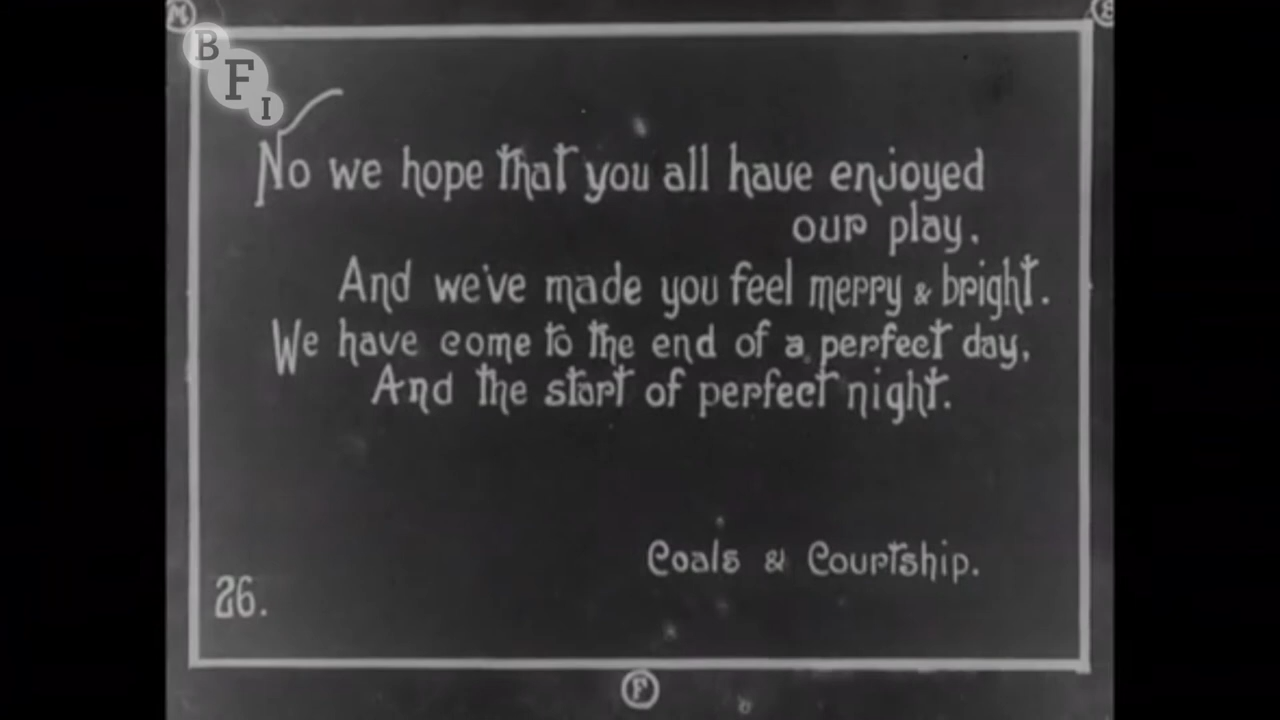 M
S
B
F
I
No we hope that you all have enjoyed
our play.
And we've made you feel merry & bright.
We have come to the end of a perfect day,
And the start of perfect night.
Coals & Courtship.
26.
F